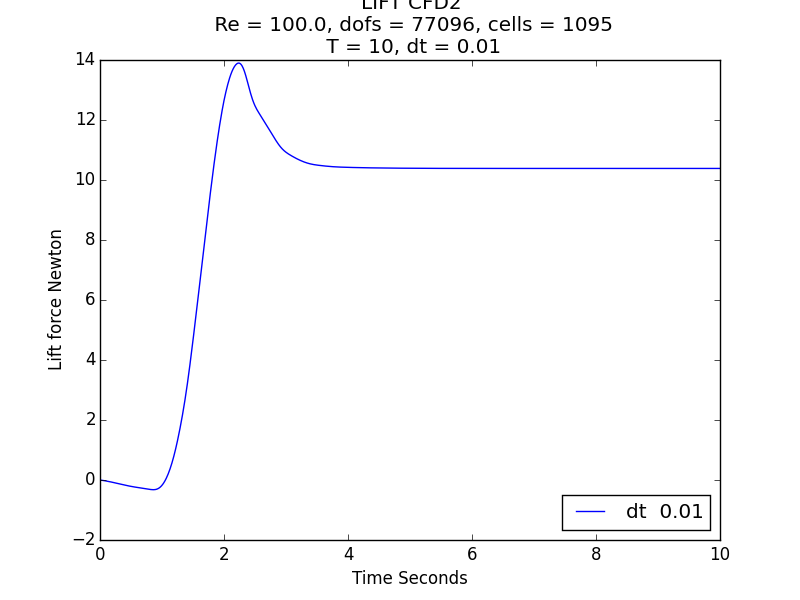 LIFT CFD2
Re = 100.0, dofs = 77096, cells = 1095
T = 10, dt = 0.01
14
12
10
8
6
4
2
0
−2
Lift force Newton
0 2 4 6 8 10
Time Seconds
dt 0.01